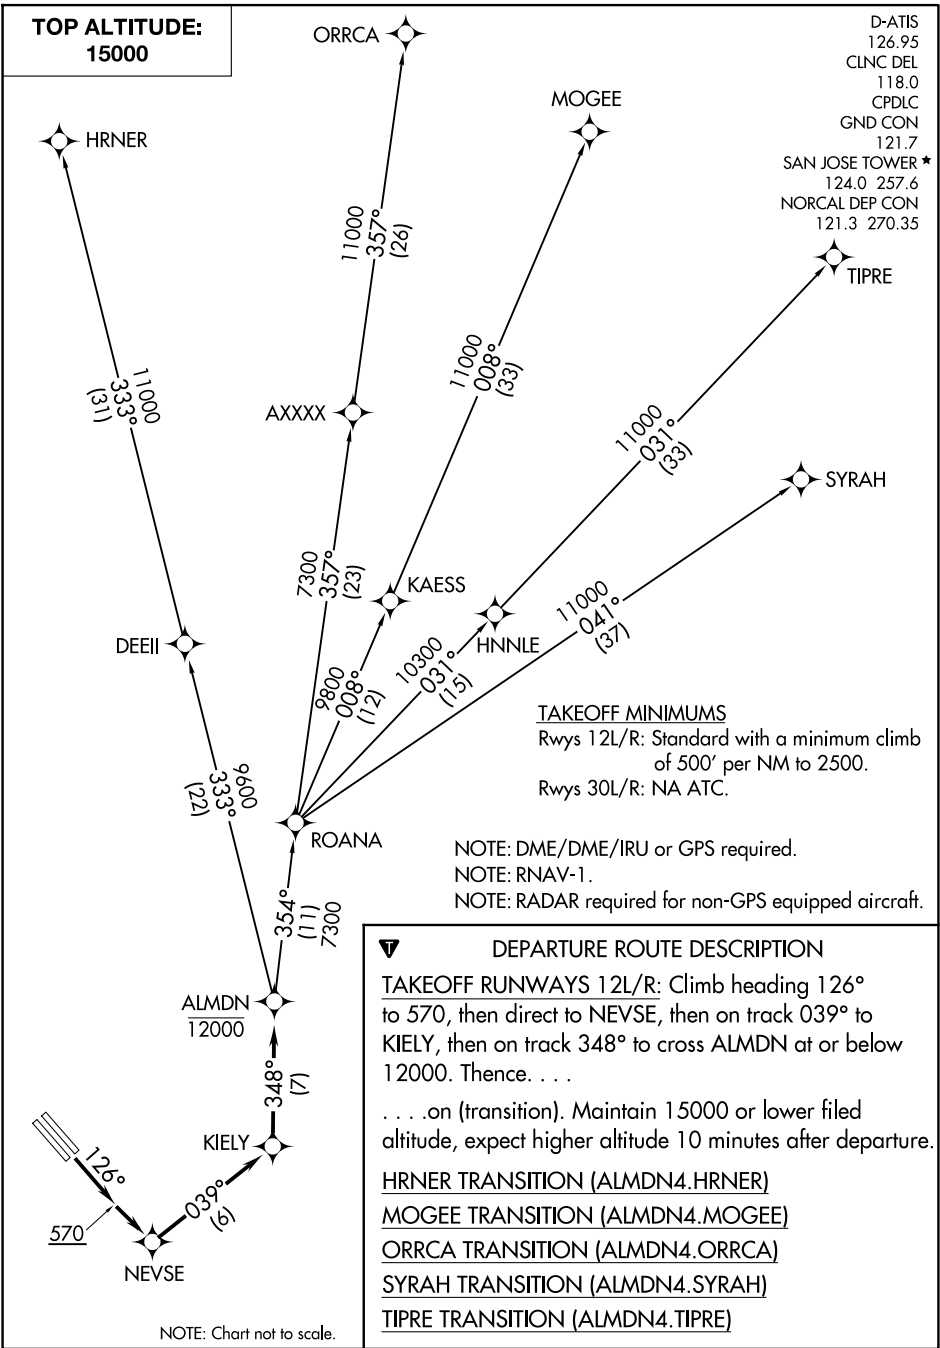 TOP ALTITUDE:
15000
D-ATIS
126.95
CLNC DEL
118.0
CPDLC
GND CON
121.7
SAN JOSE TOWER ★
124.0 257.6
NORCAL DEP CON
121.3 270.35
ORRCA
MOGEE
HRNER
TIPRE
11000
357°
(26)
11000
008°
(33)
11000
333°
(31)
AXXXX
11000
031°
(33)
SYRAH
7300
357°
(23)
KAESS
HNNLE
11000
041°
(37)
DEEII
9800
008°
(12)
10300
031°
(15)
9600
333°
(22)
TAKEOFF MINIMUMS
Rwys 12L/R: Standard with a minimum climb
of 500' per NM to 2500.
Rwys 30L/R: NA ATC.
ROANA
NOTE: DME/DME/IRU or GPS required.
NOTE: RNAV-1.
NOTE: RADAR required for non-GPS equipped aircraft.
354°
(11)
7300
ALMDN
12000
348°
(7)
KIELY
126°
039°
(6)
570
NEVSE
NOTE: Chart not to scale.
T
DEPARTURE ROUTE DESCRIPTION
TAKEOFF RUNWAYS 12L/R: Climb heading 126°
to 570, then direct to NEVSE, then on track 039° to
KIELY, then on track 348° to cross ALMDN at or below
12000. Thence. . . .
. . . .on (transition). Maintain 15000 or lower filed
altitude, expect higher altitude 10 minutes after departure.
HRNER TRANSITION (ALMDN4.HRNER)
MOGEE TRANSITION (ALMDN4.MOGEE)
ORRCA TRANSITION (ALMDN4.ORRCA)
SYRAH TRANSITION (ALMDN4.SYRAH)
TIPRE TRANSITION (ALMDN4.TIPRE)